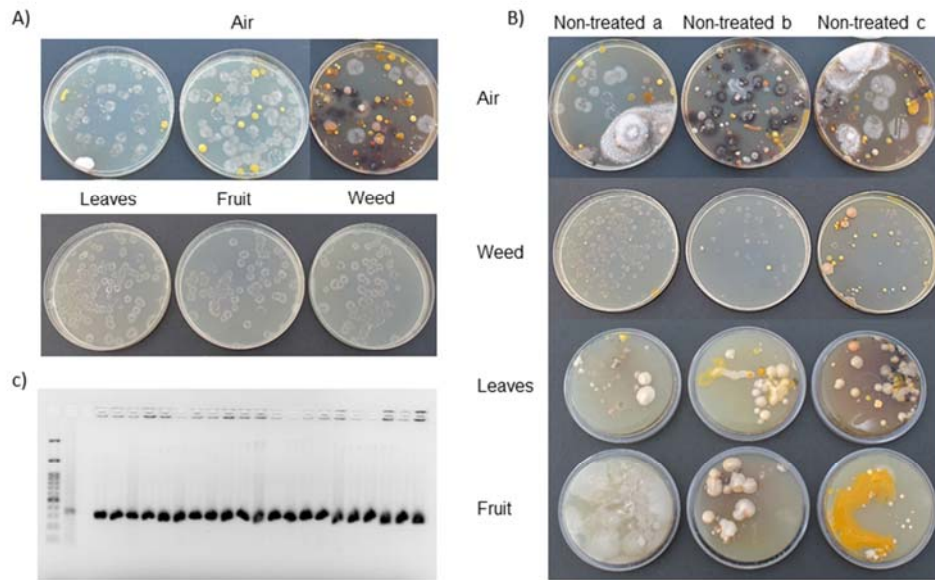 A)
Air
Leaves Fruit Weed
c)
B)
Non-treated a Non-treated b Non-treated c
Air
Weed
Leaves
Fruit